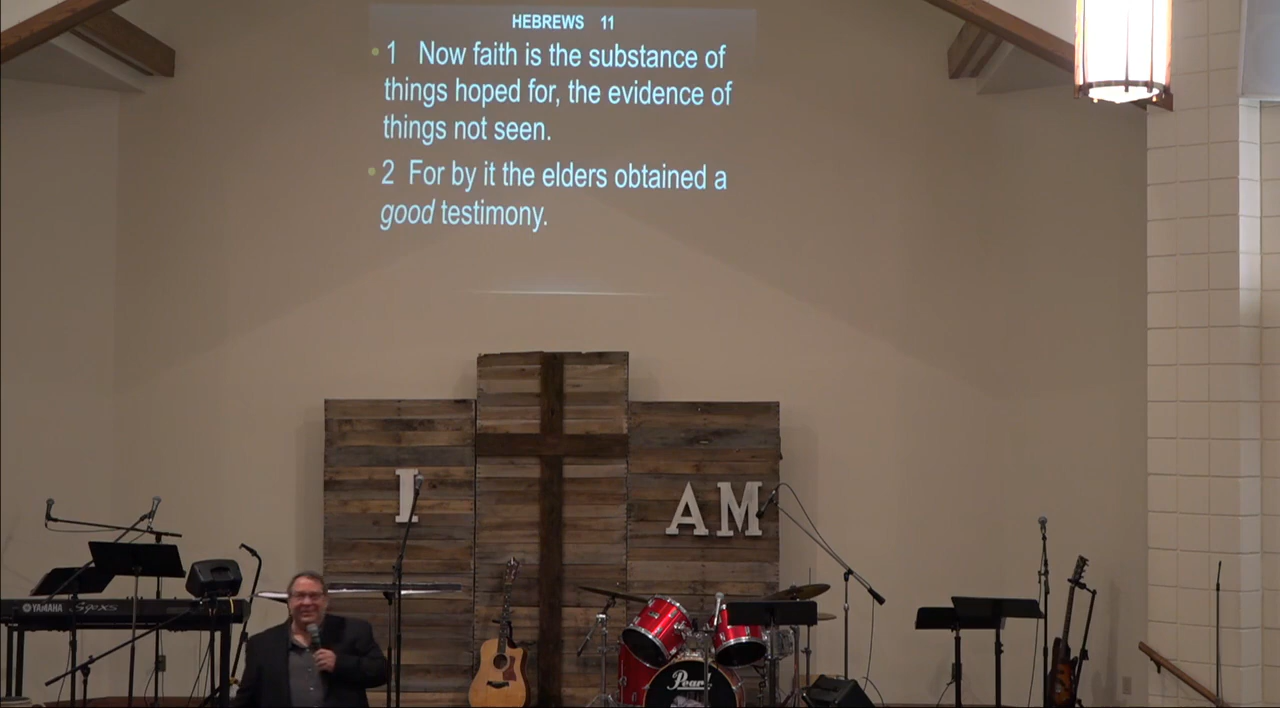 HEBREWS 11
• 1 Now faith is the substance of
things hoped for, the evidence of
things not seen.
• 2 For by it the elders obtained a
good testimony.
I AM
YAMAHA S90XS
Pearl